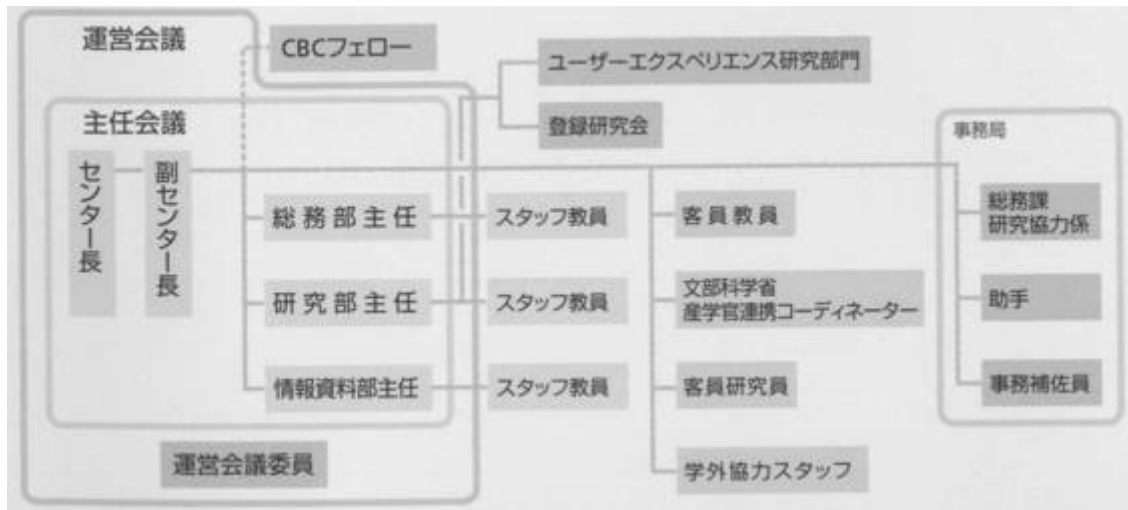 運営会議
CBCフェロー
ユーザーエクスペリエンス研究部門
登録研究会
主任会議
センター長
副センター長
総務部主任
スタッフ教員
研究部主任
スタッフ教員
情報資料部主任
スタッフ教員
運営会議委員
客員教員
文部科学省
産学官連携コーディネーター
客員研究員
学外協力スタッフ
事務局
総務課
研究協力係
助手
事務補佐員